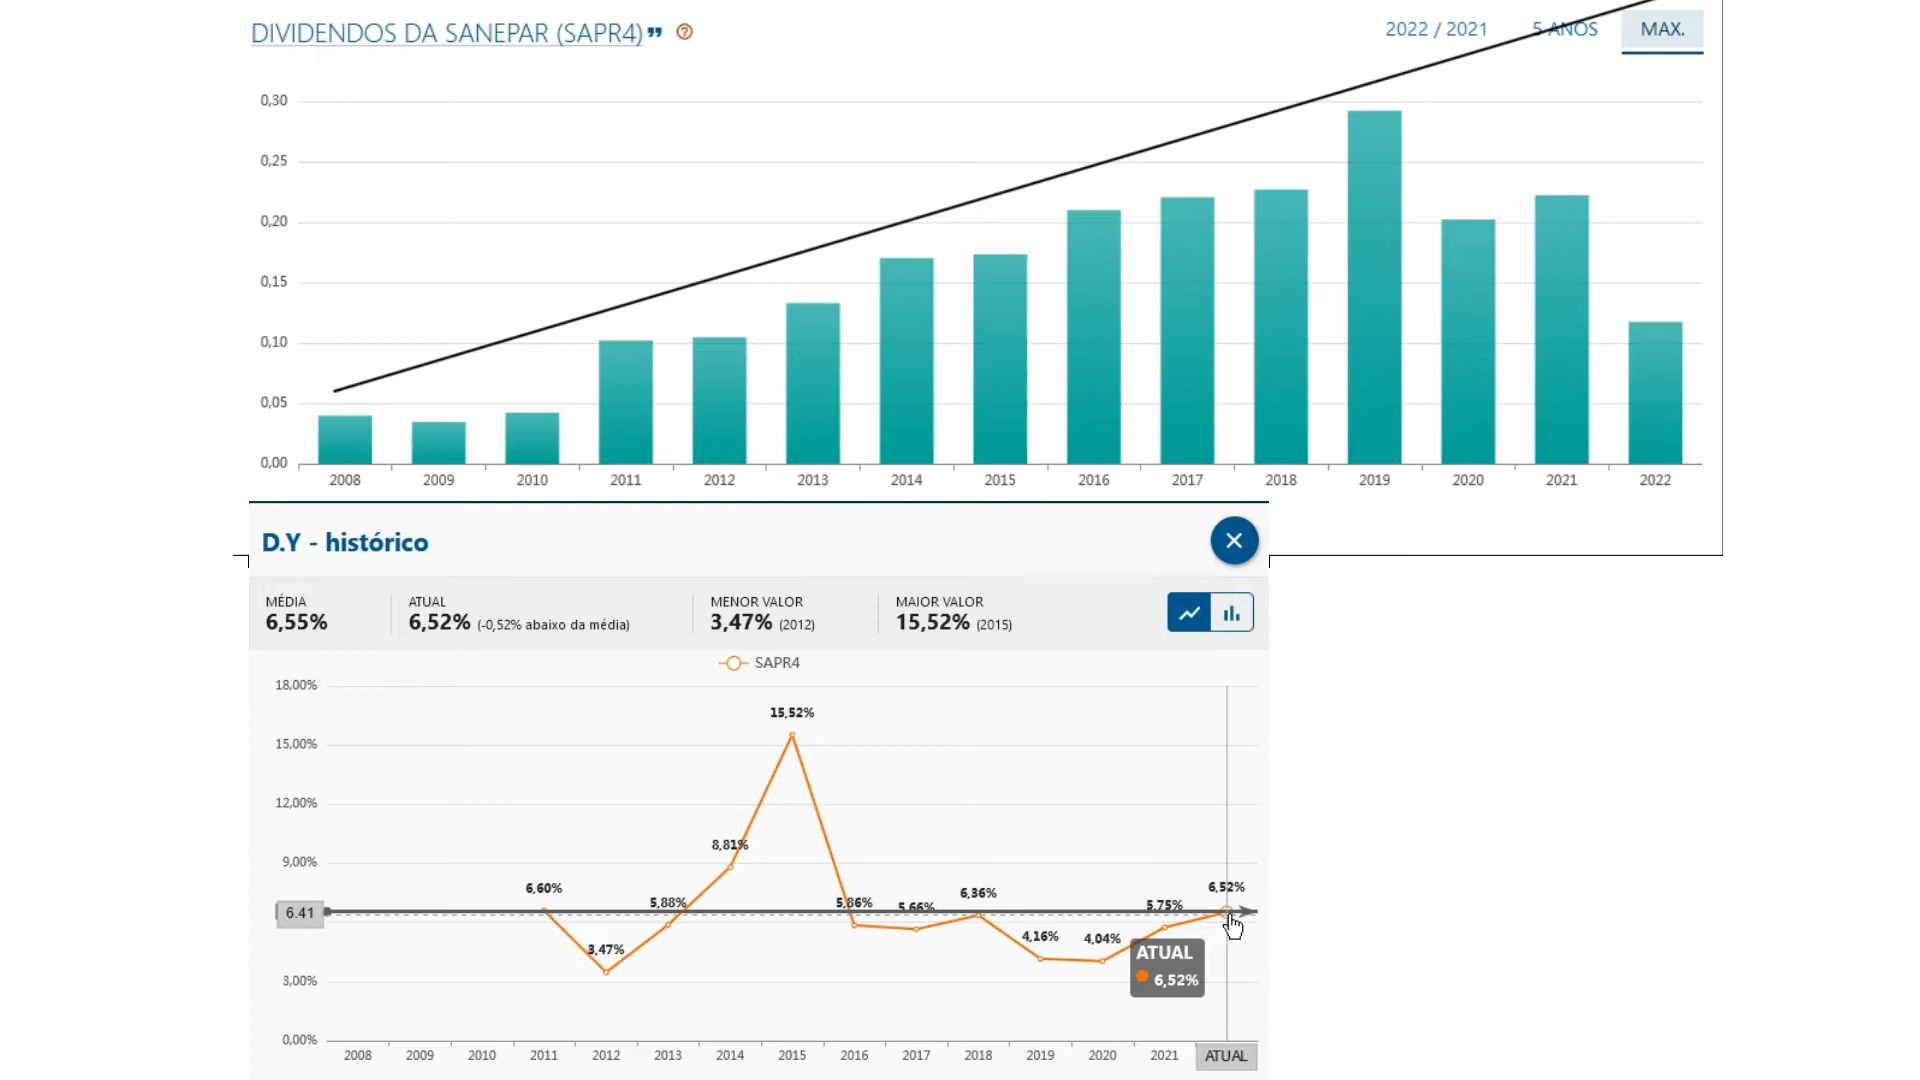 DIVIDENDOS DA SANEPAR (SAPR4) ❞ ?
2022 / 2021 5 ANOS MAX.
0,30
0,25
0,20
0,15
0,10
0,05
0,00
2008 2009 2010 2011 2012 2013 2014 2015 2016 2017 2018 2019 2020 2021 2022
D.Y - histórico
MÉDIA
6,55%
ATUAL
6,52% (-0,52% abaixo da média)
MENOR VALOR
3,47% (2012)
MAIOR VALOR
15,52% (2015)
SAPR4
18,00%
15,00%
12,00%
9,00%
6.41
3,00%
0,00%
6,60%
3,47%
5,88%
8,81%
15,52%
5,86%
5,66%
6,36%
4,16%
4,04%
5,75%
6,52%
ATUAL
6,52%
2008 2009 2010 2011 2012 2013 2014 2015 2016 2017 2018 2019 2020 2021 ATUAL